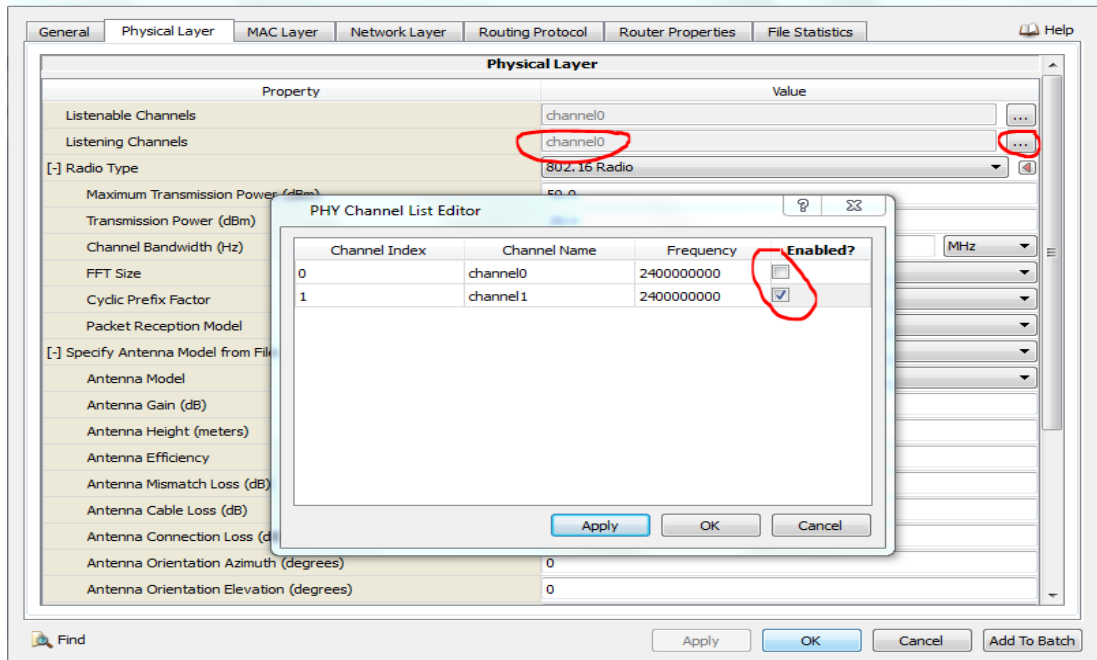 General Physical Layer MAC Layer Network Layer Routing Protocol Router Properties File Statistics Help
Physical Layer
Property Value
Listenable Channels channel0 ...
Listening Channels channel0 ...
[-] Radio Type 802.16 Radio
Maximum Transmission Power (dBm) 50.0
Transmission Power (dBm)
Channel Bandwidth (Hz) MHz
FFT Size
Cyclic Prefix Factor
Packet Reception Model
[-] Specify Antenna Model from File
Antenna Model
Antenna Gain (dB)
Antenna Height (meters)
Antenna Efficiency
Antenna Mismatch Loss (dB)
Antenna Cable Loss (dB)
Antenna Connection Loss (d
Antenna Orientation Azimuth (degrees) 0
Antenna Orientation Elevation (degrees) 0
PHY Channel List Editor ?
Channel Index Channel Name Frequency Enabled?
0 channel0 2400000000
1 channel1 2400000000
Apply OK Cancel
Find Apply OK Cancel Add To Batch